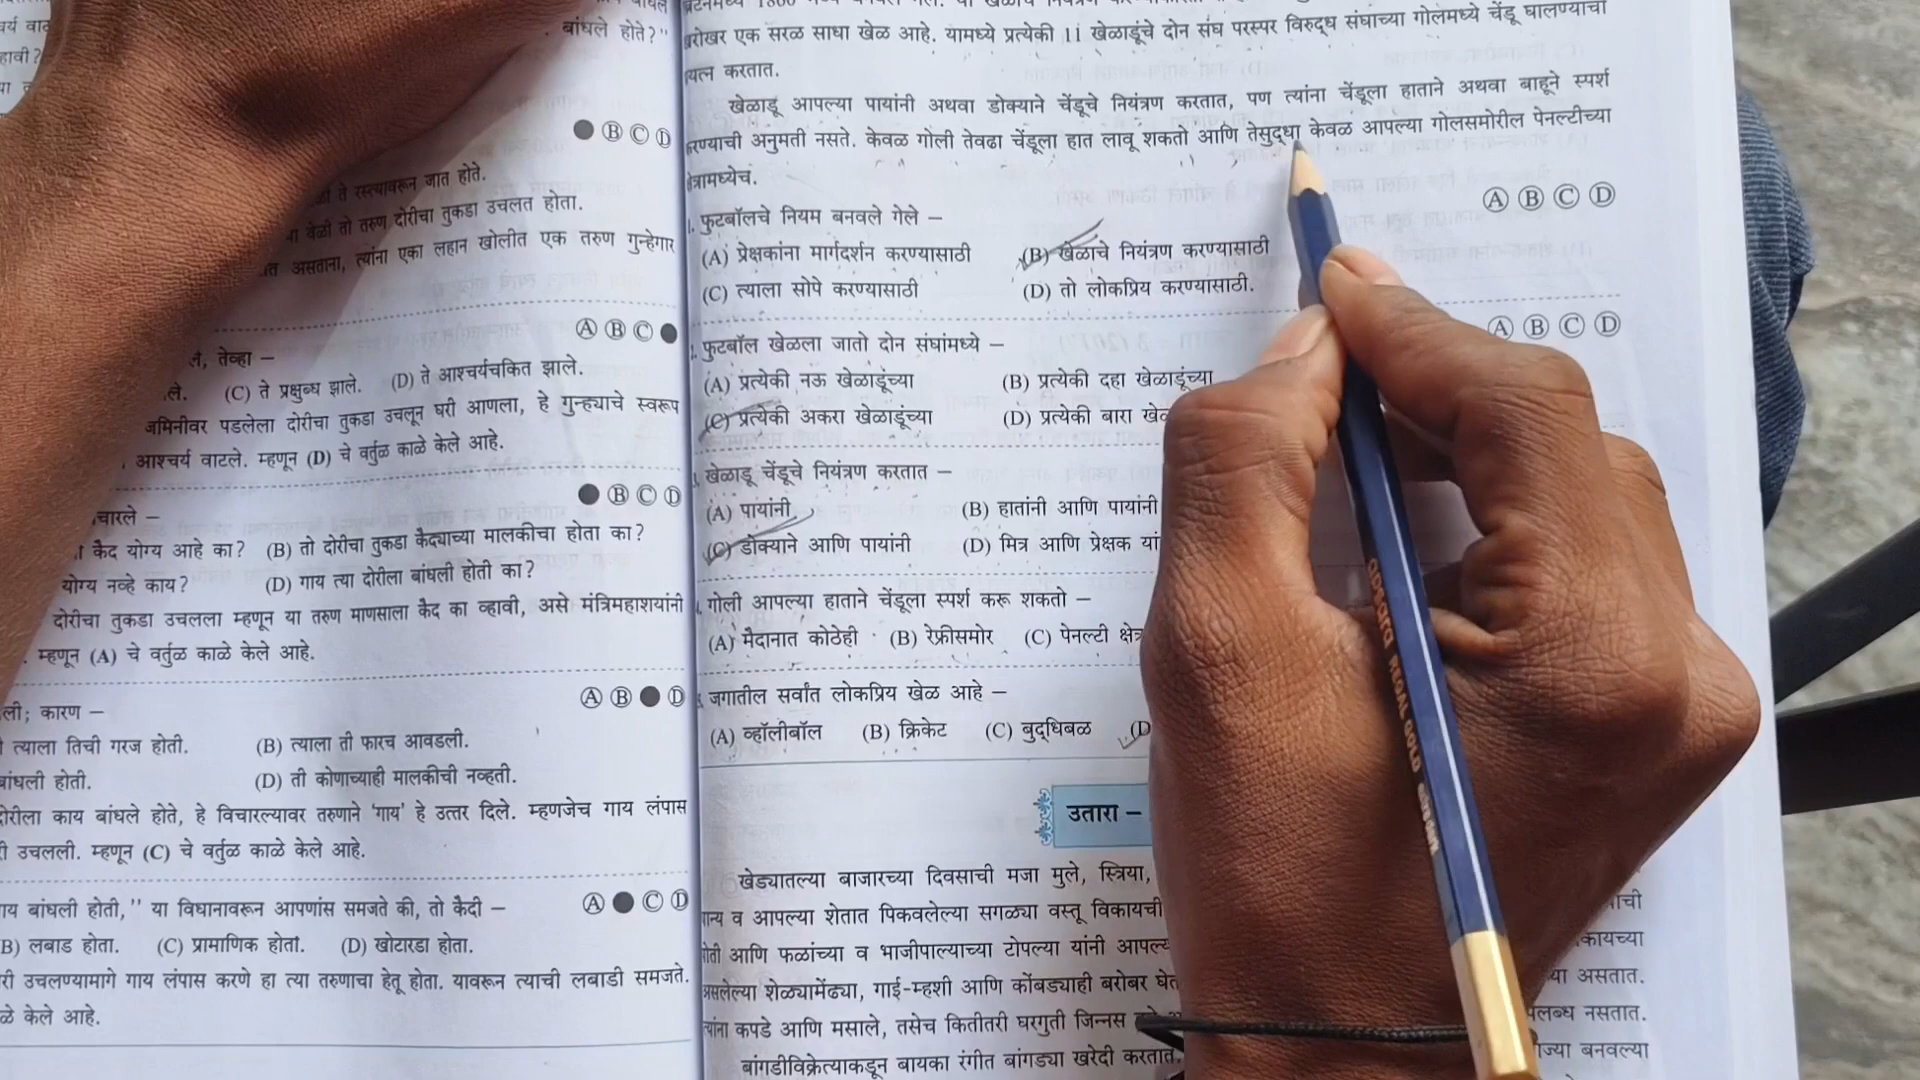 बांधले होते?"
Ⓑ Ⓒ Ⓓ
ते रस्त्यावरून जात होते.
वेळी तो तरुण दोरीचा तुकडा उचलत होता.
असताना, त्यांना एका लहान खोलीत एक तरुण गुन्हेगार
Ⓐ Ⓑ Ⓒ
तेव्हा –
(C) ते प्रक्षुब्ध झाले. (D) ते आश्चर्यचकित झाले.
जमिनीवर पडलेला दोरीचा तुकडा उचलून घरी आणला, हे गुन्ह्याचे स्वरूप
आश्चर्य वाटले. म्हणून (D) चे वर्तुळ काळे केले आहे.
Ⓑ Ⓒ Ⓓ
कैद योग्य आहे का? (B) तो दोरीचा तुकडा कैद्याच्या मालकीचा होता का?
योग्य नव्हे काय? (D) गाय त्या दोरीला बांधली होती का?
दोरीचा तुकडा उचलला म्हणून या तरुण माणसाला कैद का व्हावी, असे मंत्रिमहाशयांनी
म्हणून (A) चे वर्तुळ काळे केले आहे.
Ⓐ Ⓑ Ⓓ
कारण –
त्याला तिची गरज होती. (B) त्याला ती फारच आवडली.
बांधली होती. (D) ती कोणाच्याही मालकीची नव्हती.
काय बांधले होते, हे विचारल्यावर तरुणाने 'गाय' हे उत्तर दिले. म्हणजेच गाय लंपास
उचलली. म्हणून (C) चे वर्तुळ काळे केले आहे.
बांधली होती," या विधानावरून आपणांस समजते की, तो कैदी – Ⓐ Ⓒ Ⓓ
(B) लबाड होता. (C) प्रामाणिक होता. (D) खोटारडा होता.
उचलण्यामागे गाय लंपास करणे हा त्या तरुणाचा हेतू होता. यावरून त्याची लबाडी समजते.
केले आहे.
एक सरळ साधा खेळ आहे. यामध्ये प्रत्येकी 11 खेळाडूंचे दोन संघ परस्पर विरुद्ध संघाच्या गोलमध्ये चेंडू घालण्याचा
करतात.
खेळाडू आपल्या पायांनी अथवा डोक्याने चेंडूचे नियंत्रण करतात, पण त्यांना चेंडूला हाताने अथवा बाहूने स्पर्श
करण्याची अनुमती नसते. केवळ गोली तेवढा चेंडूला हात लावू शकतो आणि तेसुद्धा केवळ आपल्या गोलसमोरील पेनल्टीच्या
क्षेत्रामध्येच.
फुटबॉलचे नियम बनवले गेले – Ⓐ Ⓑ Ⓒ Ⓓ
(A) प्रेक्षकांना मार्गदर्शन करण्यासाठी (B) खेळाचे नियंत्रण करण्यासाठी
(C) त्याला सोपे करण्यासाठी (D) तो लोकप्रिय करण्यासाठी.
फुटबॉल खेळला जातो दोन संघांमध्ये – Ⓐ Ⓑ Ⓒ Ⓓ
(A) प्रत्येकी नऊ खेळाडूंच्या (B) प्रत्येकी दहा खेळाडूंच्या
(C) प्रत्येकी अकरा खेळाडूंच्या (D) प्रत्येकी बारा
खेळाडू चेंडूचे नियंत्रण करतात –
(A) पायांनी (B) हातांनी आणि पायांनी
(C) डोक्याने आणि पायांनी (D) मित्र आणि प्रेक्षक
गोली आपल्या हाताने चेंडूला स्पर्श करू शकतो –
(A) मैदानात कोठेही (B) रेफ्रीसमोर (C) पेनल्टी
जगातील सर्वांत लोकप्रिय खेळ आहे –
(A) व्हॉलीबॉल (B) क्रिकेट (C) बुद्धिबळ (D
उतारा –
खेड्यातल्या बाजारच्या दिवसाची मजा मुले, स्त्रिया,
व आपल्या शेतात पिकवलेल्या सगळ्या वस्तू विकायची
आणि फळांच्या व भाजीपाल्याच्या टोपल्या यांनी
असलेल्या शेळ्यामेंढ्या, गाई-म्हशी आणि कोंबड्याही बरोबर असतात.
त्यांना कपडे आणि मसाले, तसेच कितीतरी घरगुती जिन्नस नसतात.
बांगडीविक्रेत्याकडून बायका रंगीत बांगड्या खरेदी करतात. बनवल्या